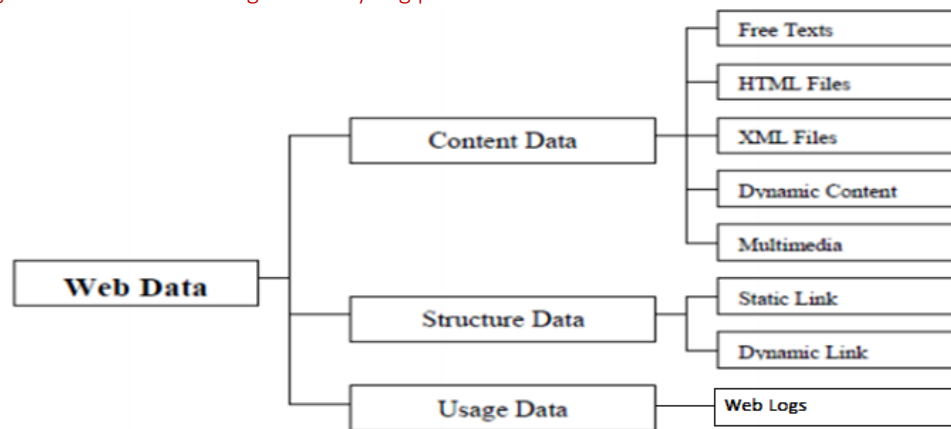 Free Texts
HTML Files
Content Data
XML Files
Dynamic Content
Multimedia
Web Data
Static Link
Structure Data
Dynamic Link
Usage Data
Web Logs